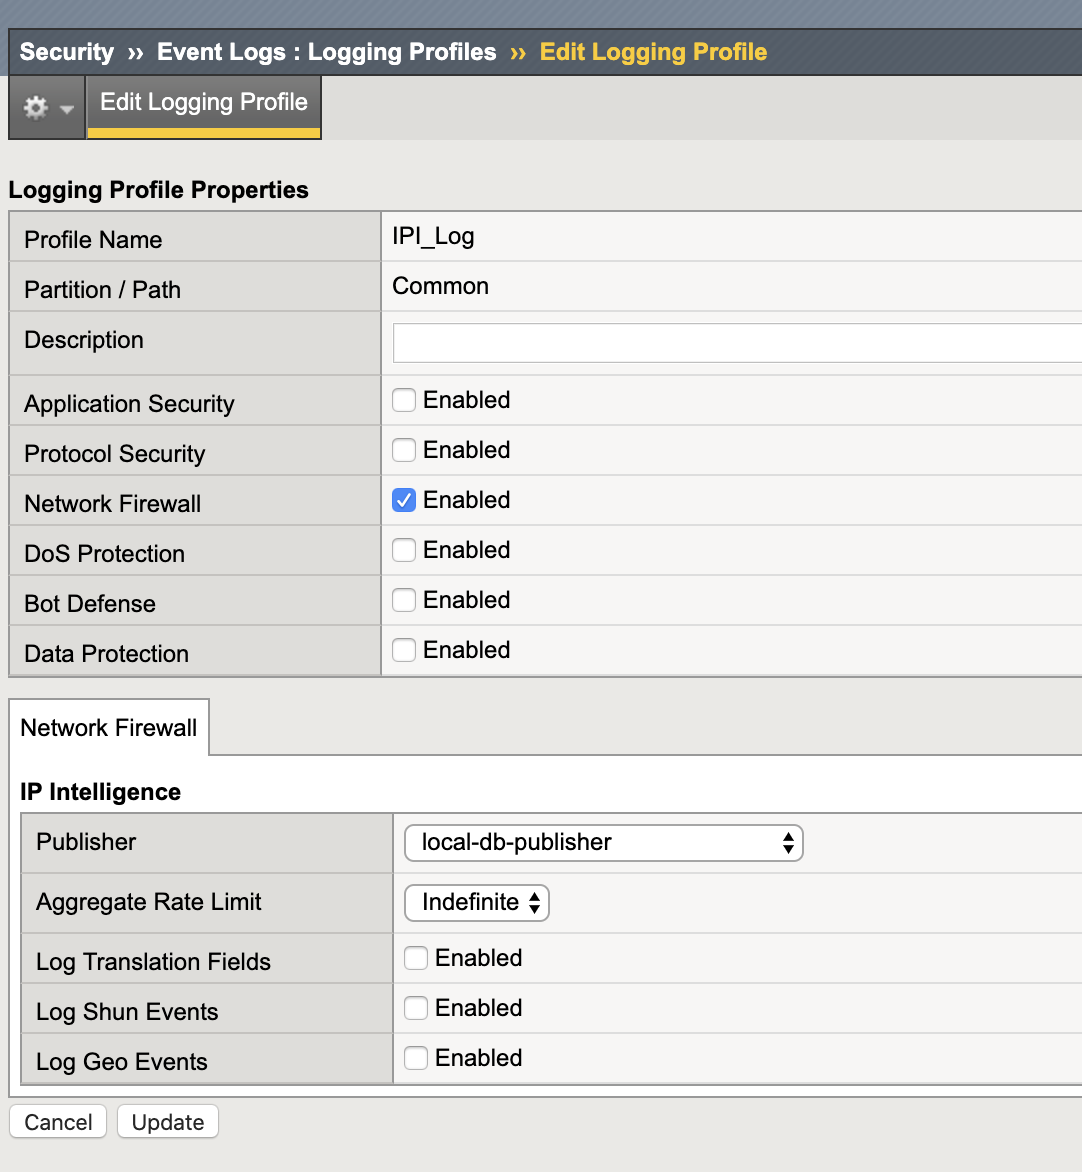 Security ›› Event Logs : Logging Profiles ›› Edit Logging Profile
Edit Logging Profile
Logging Profile Properties
Profile Name IPI_Log
Partition / Path Common
Description
Application Security Enabled
Protocol Security Enabled
Network Firewall Enabled
DoS Protection Enabled
Bot Defense Enabled
Data Protection Enabled
Network Firewall
IP Intelligence
Publisher local-db-publisher
Aggregate Rate Limit Indefinite
Log Translation Fields Enabled
Log Shun Events Enabled
Log Geo Events Enabled
Cancel Update